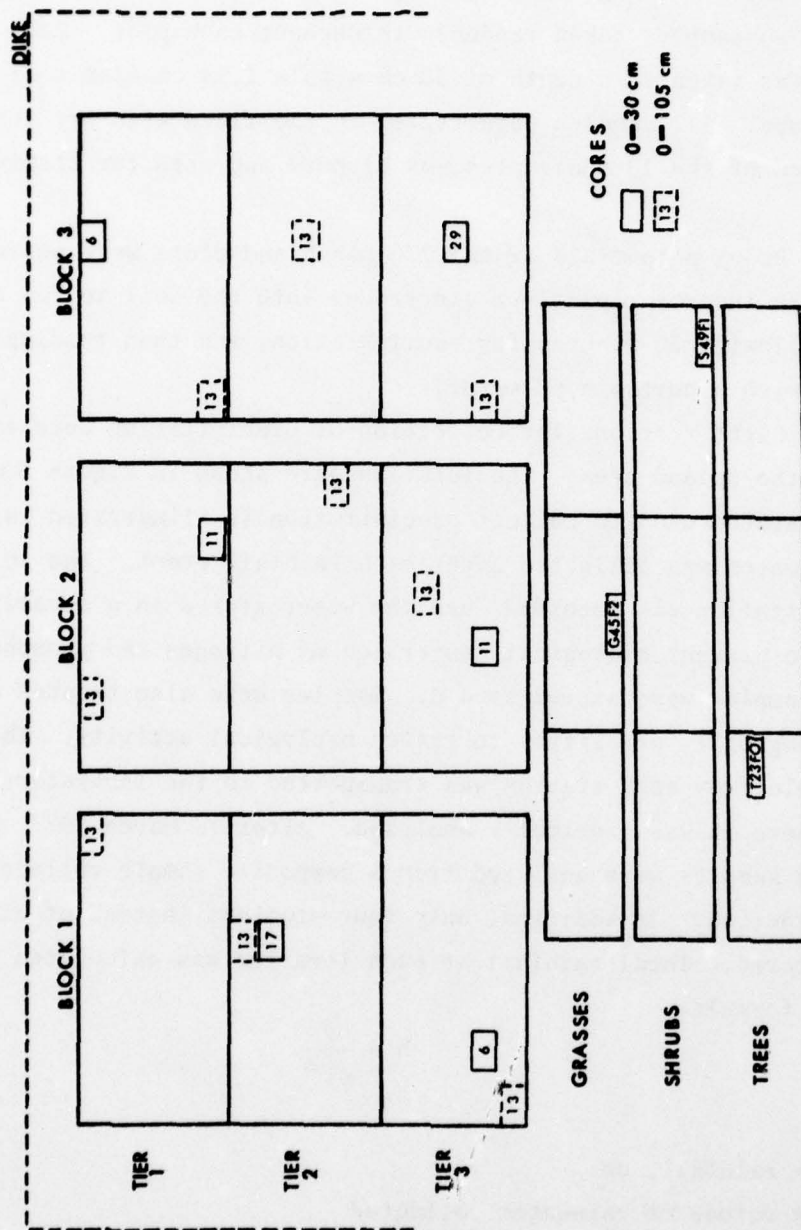 DIKE
BLOCK 1
BLOCK 2
BLOCK 3
TIER 1
13
13
6
11
13
TIER 2
13
17
13
13
TIER 3
6
13
13
11
29
13
CORES
0—30 cm
13 0—105 cm
GRASSES
G45F2
SHRUBS
S49F1
TREES